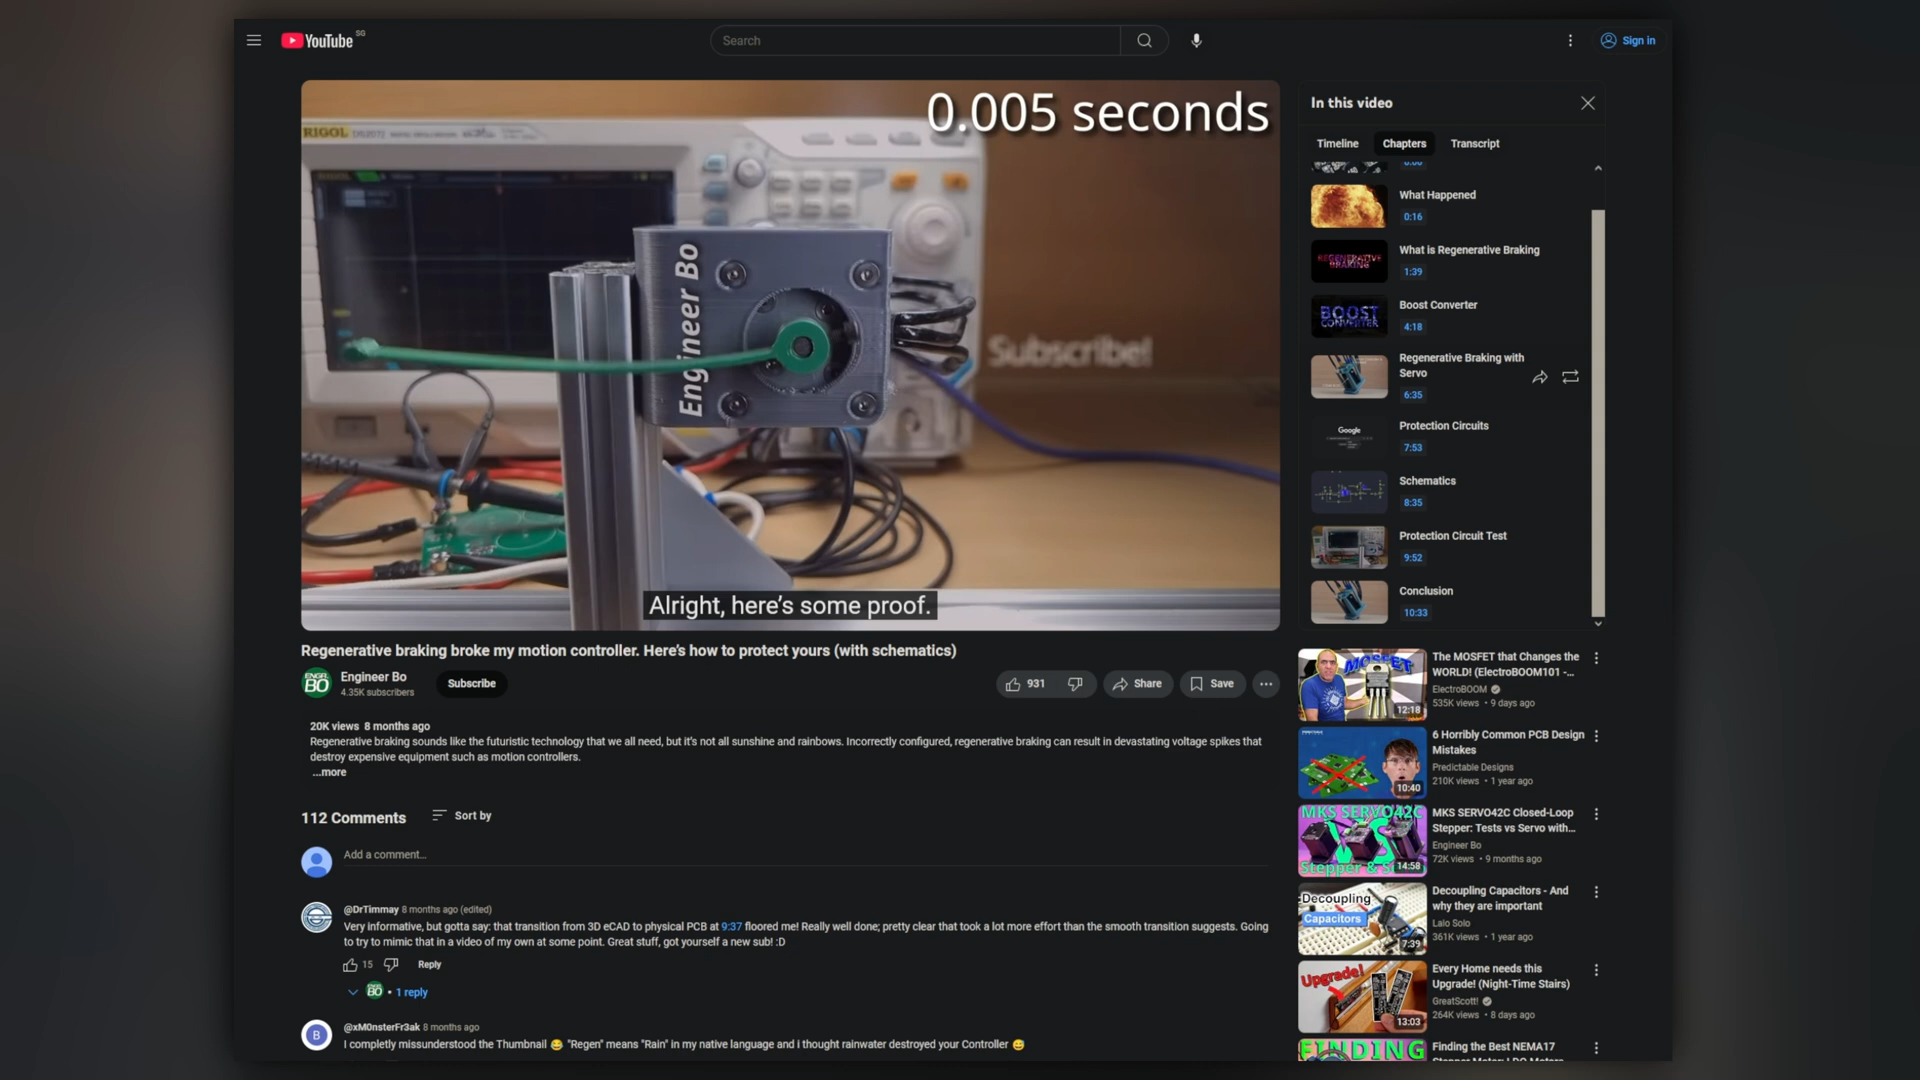 YouTube SG
Search
Sign in
0.005 seconds
RIGOL
Engineer Bo
Subscribe!
Alright, here's some proof.
In this video
Timeline
Chapters
Transcript
0:00
What Happened
0:16
REGENERATIVE
BRAKING
What is Regenerative Braking
1:39
BOOST
CONVERTER
Boost Converter
4:18
Regenerative Braking with
Servo
6:35
Google
Protection Circuits
7:53
Schematics
8:35
Protection Circuit Test
9:52
Conclusion
10:33
Regenerative braking broke my motion controller. Here's how to protect yours (with schematics)
ENGR.
BO
Engineer Bo
4.35K subscribers
Subscribe
931
Share
Save
20K views 8 months ago
Regenerative braking sounds like the futuristic technology that we all need, but it's not all sunshine and rainbows. Incorrectly configured, regenerative braking can result in devastating voltage spikes that
destroy expensive equipment such as motion controllers.
...more
112 Comments
Sort by
Add a comment...
@DrTimmay 8 months ago (edited)
Very informative, but gotta say: that transition from 3D eCAD to physical PCB at 9:37 floored me! Really well done; pretty clear that took a lot more effort than the smooth transition suggests. Going
to try to mimic that in a video of my own at some point. Great stuff, got yourself a new sub! :D
15
Reply
BO • 1 reply
B
@xM0nsterFr3ak 8 months ago
I completly missunderstood the Thumbnail 😂 "Regen" means "Rain" in my native language and i thought rainwater destroyed your Controller 😅
MOSFET
12:18
The MOSFET that Changes the
WORLD! (ElectroBOOM101 -...
ElectroBOOM
535K views • 9 days ago
10:40
6 Horribly Common PCB Design
Mistakes
Predictable Designs
210K views • 1 year ago
MKS SERVO42C
VS
Stepper & S
14:58
MKS SERVO42C Closed-Loop
Stepper: Tests vs Servo with...
Engineer Bo
72K views • 9 months ago
Decoupling
Capacitors
7:39
Decoupling Capacitors - And
why they are important
Lalo Solo
361K views • 1 year ago
Upgrade!
13:03
Every Home needs this
Upgrade! (Night-Time Stairs)
GreatScott!
264K views • 8 days ago
FINDING
Finding the Best NEMA17